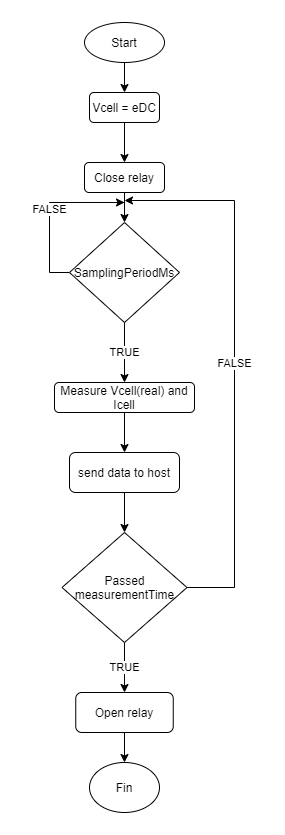 Start
Vcell = eDC
Close relay
FALSE
SamplingPeriodMs
TRUE
Measure Vcell(real) and
Icell
FALSE
send data to host
Passed
measurementTime
TRUE
Open relay
Fin